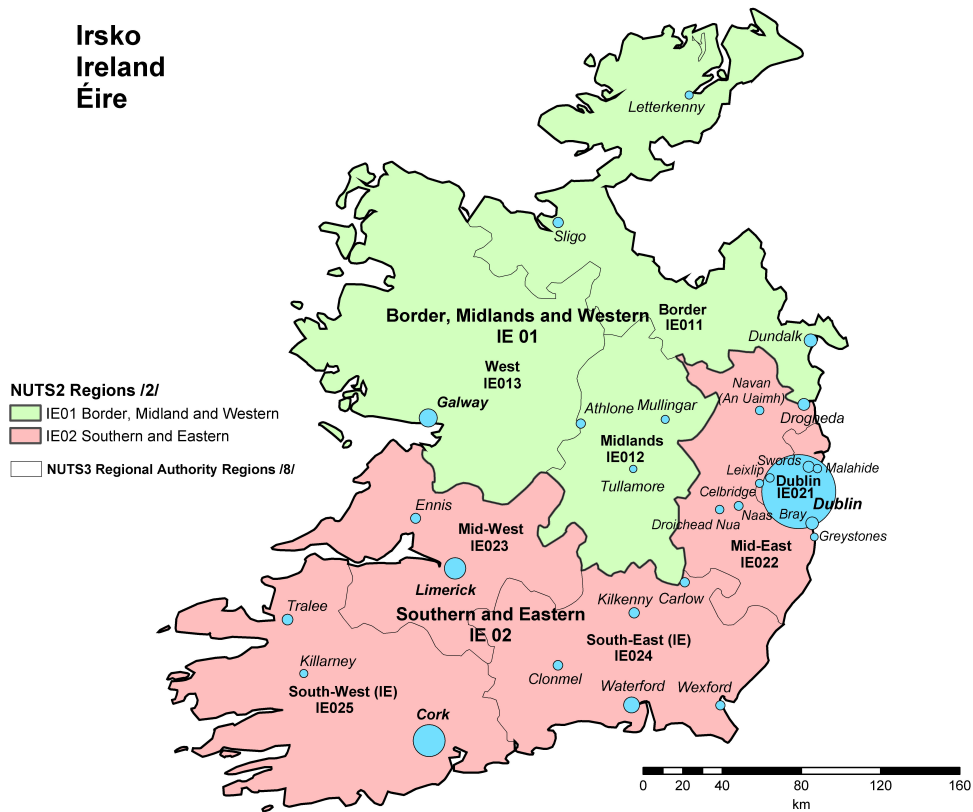 Irsko
Ireland
Éire
Letterkenny
Sligo
Border, Midlands and Western
IE 01
Border
IE011
Dundalk
West
IE013
Navan
(An Uaimh)
Drogheda
Galway
Athlone
Mullingar
Midlands
IE012
Tullamore
NUTS2 Regions /2/
IE01 Border, Midland and Western
IE02 Southern and Eastern
NUTS3 Regional Authority Regions /8/
Swords
Malahide
Leixlip
Dublin
IE021
Dublin
Celbridge
Naas
Bray
Droichead Nua
Greystones
Mid-East
IE022
Ennis
Mid-West
IE023
Limerick
Kilkenny
Carlow
Tralee
Southern and Eastern
IE 02
South-East (IE)
IE024
Killarney
Clonmel
Waterford
Wexford
South-West (IE)
IE025
Cork
0 20 40 80 120 160
km